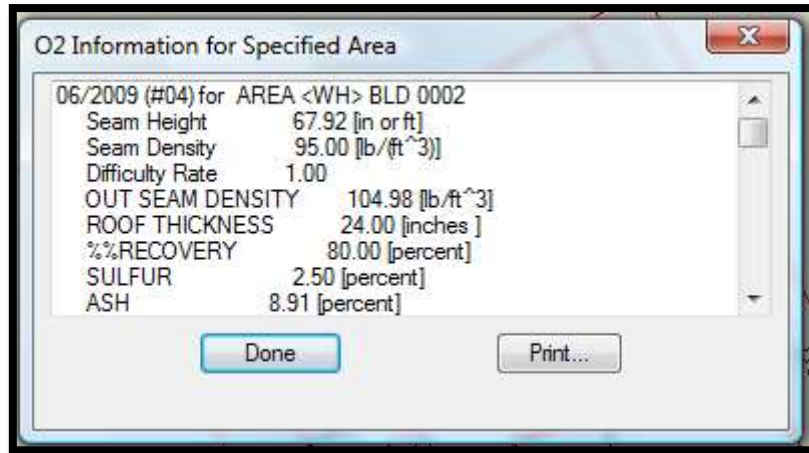 O2 Information for Specified Area
06/2009 (#04) for AREA <WH> BLD 0002
Seam Height 67.92 [in or ft]
Seam Density 95.00 [lb/(ft^3)]
Difficulty Rate 1.00
OUT SEAM DENSITY 104.98 [lb/ft^3]
ROOF THICKNESS 24.00 [inches ]
%%RECOVERY 80.00 [percent]
SULFUR 2.50 [percent]
ASH 8.91 [percent]
Done Print...